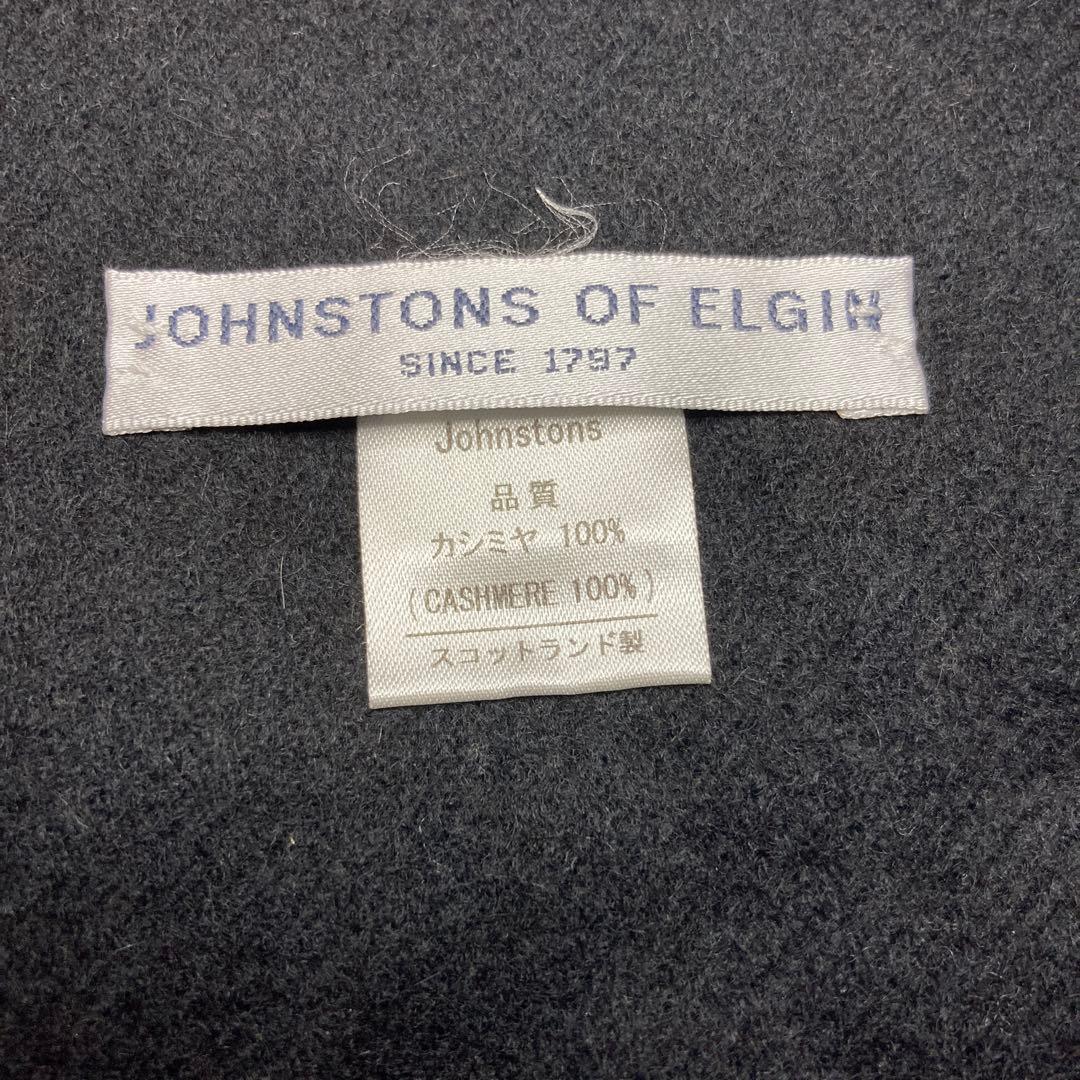 JOHNSTONS OF ELGIN
SINCE 1797
Johnstons
品質
カシミヤ 100%
(CASHMERE 100%)
スコットランド製